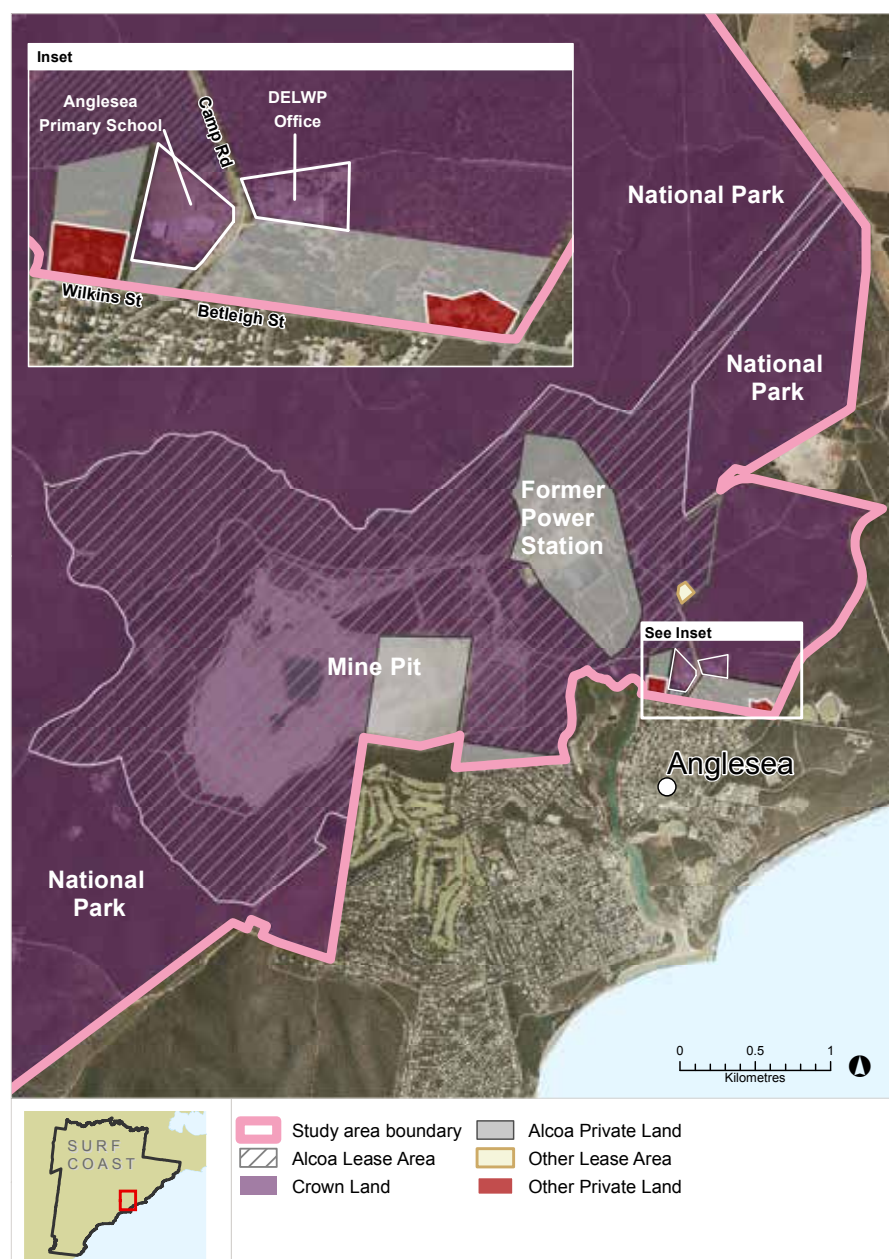 Inset
Anglesea
Primary School
Camp Rd
DELWP
Office
Wilkins St
Betleigh St
National Park
National
Park
Former
Power
Station
Mine Pit
See Inset
Anglesea
National
Park
0 0.5 1
Kilometres
SURF
COAST
Study area boundary
Alcoa Lease Area
Crown Land
Alcoa Private Land
Other Lease Area
Other Private Land